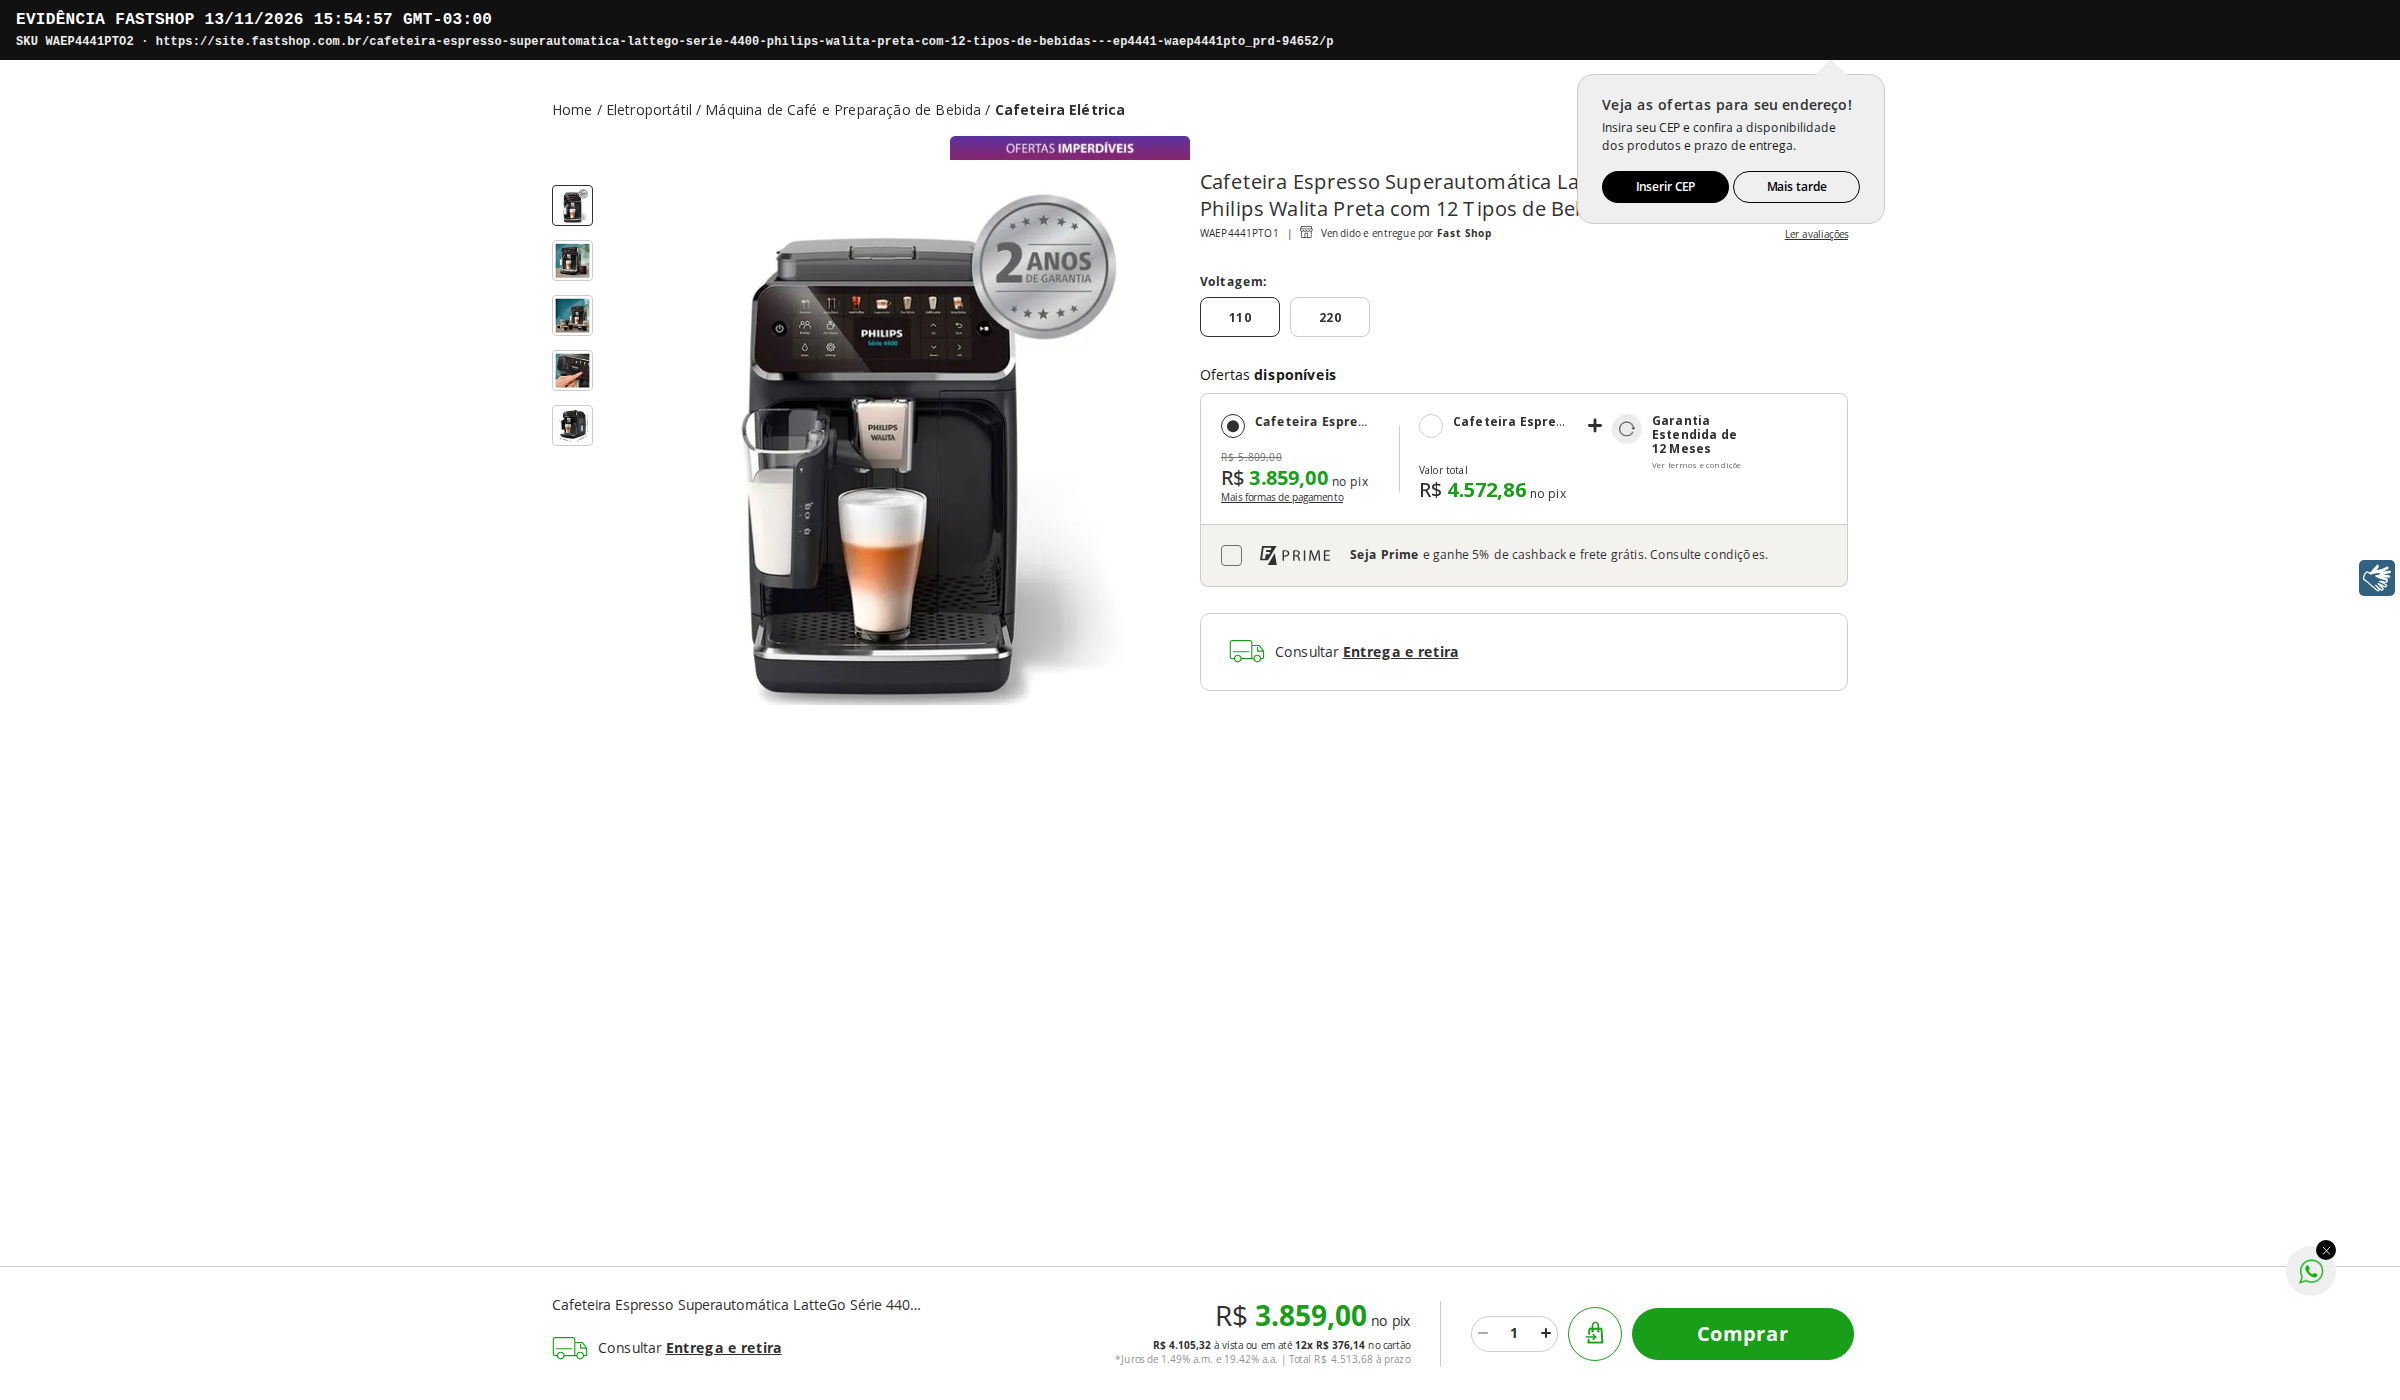 EVIDÊNCIA FASTSHOP 13/11/2026 15:54:57 GMT-03:00
SKU WAEP4441PTO2 · https://site.fastshop.com.br/cafeteira-espresso-superautomatica-lattego-serie-4400-philips-walita-preta-com-12-tipos-de-bebidas---ep4441-waep4441pto_prd-94652/p
Home / Eletroportátil / Máquina de Café e Preparação de Bebida / Cafeteira Elétrica
Veja as ofertas para seu endereço!
Insira seu CEP e confira a disponibilidade
dos produtos e prazo de entrega.
Inserir CEP
Mais tarde
OFERTAS IMPERDÍVEIS
2 ANOS
DE GARANTIA
PHILIPS
Série 4400
PHILIPS
WALITA
Cafeteira Espresso Superautomática La
Philips Walita Preta com 12 Tipos de Be
WAEP4441PTO1 | Vendido e entregue por Fast Shop
Ler avaliações
Voltagem:
110
220
Ofertas disponíveis
Cafeteira Espre...
R$ 5.809,00
R$ 3.859,00 no pix
Mais formas de pagamento
Cafeteira Espre...
Valor total
R$ 4.572,86 no pix
+
Garantia
Estendida de
12 Meses
Ver termos e condiçõe
PRIME
Seja Prime e ganhe 5% de cashback e frete grátis. Consulte condições.
Consultar Entrega e retira
Cafeteira Espresso Superautomática LatteGo Série 440...
Consultar Entrega e retira
R$ 3.859,00 no pix
R$ 4.105,32 à vista ou em até 12x R$ 376,14 no cartão
*Juros de 1.49% a.m. e 19.42% a.a. | Total R$ 4.513,68 à prazo
− 1 +
Comprar